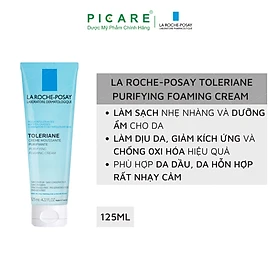 PICARE
Dược Mỹ Phẩm Chính Hãng
LA ROCHE-POSAY
LABORATOIRE DERMATOLOGIQUE
LA ROCHE-POSAY TOLERIANE
PURIFYING FOAMING CREAM
LÀM SẠCH NHẸ NHÀNG VÀ DƯỠNG
ẨM CHO DA
LÀM DỊU DA, GIẢM KÍCH ỨNG VÀ
CHỐNG OXI HÓA HIỆU QUẢ
PHÙ HỢP DA DẦU, DA HỖN HỢP
RẤT NHẠY CẢM
125ML
LA ROCHE-POSAY
LABORATOIRE DERMATOLOGIQUE
TOLERIANE